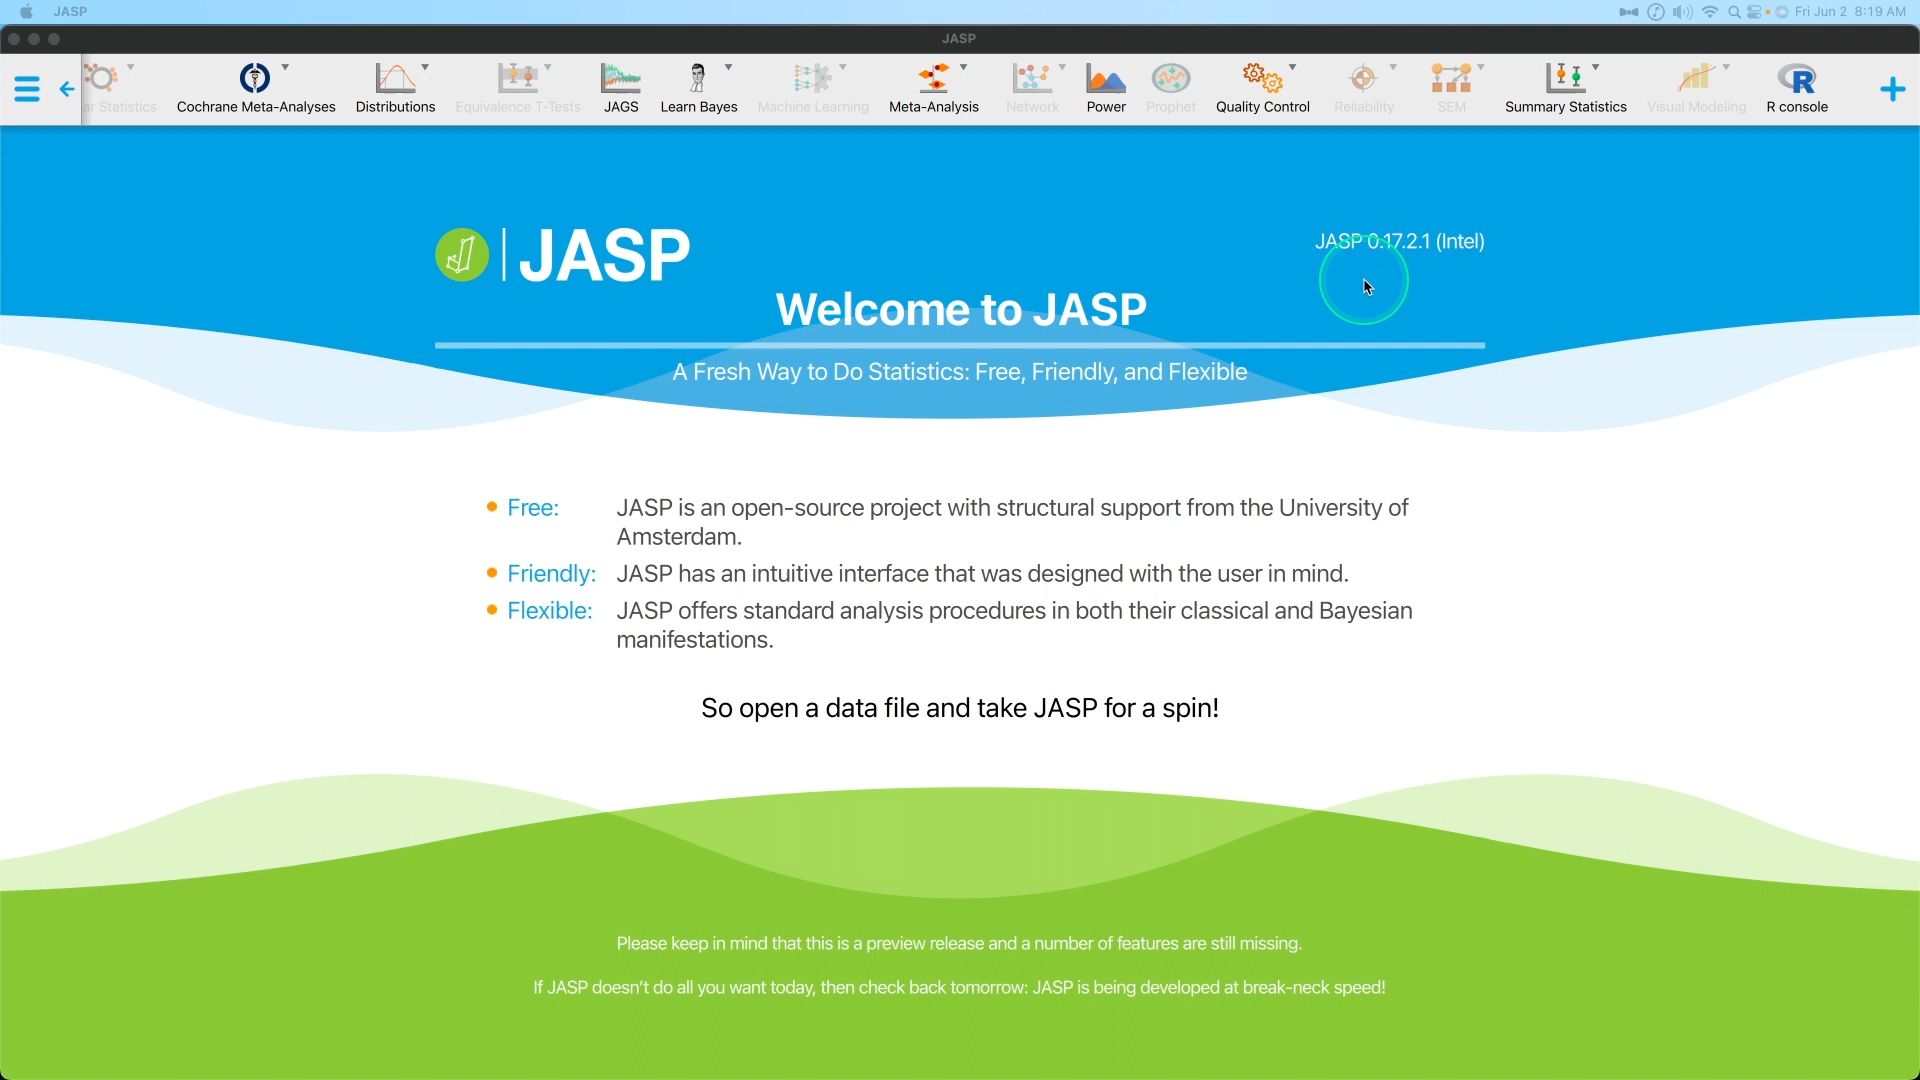 JASP
Fri Jun 2 8:19 AM
JASP
ar Statistics
Cochrane Meta-Analyses
Distributions
Equivalence T-Tests
JAGS
Learn Bayes
Machine Learning
Meta-Analysis
Network
Power
Prophet
Quality Control
Reliability
SEM
Summary Statistics
Visual Modeling
R console
JASP
JASP 0.17.2.1 (Intel)
Welcome to JASP
A Fresh Way to Do Statistics: Free, Friendly, and Flexible
Free: JASP is an open-source project with structural support from the University of
Amsterdam.
Friendly: JASP has an intuitive interface that was designed with the user in mind.
Flexible: JASP offers standard analysis procedures in both their classical and Bayesian
manifestations.
So open a data file and take JASP for a spin!
Please keep in mind that this is a preview release and a number of features are still missing.
If JASP doesn't do all you want today, then check back tomorrow: JASP is being developed at break-neck speed!